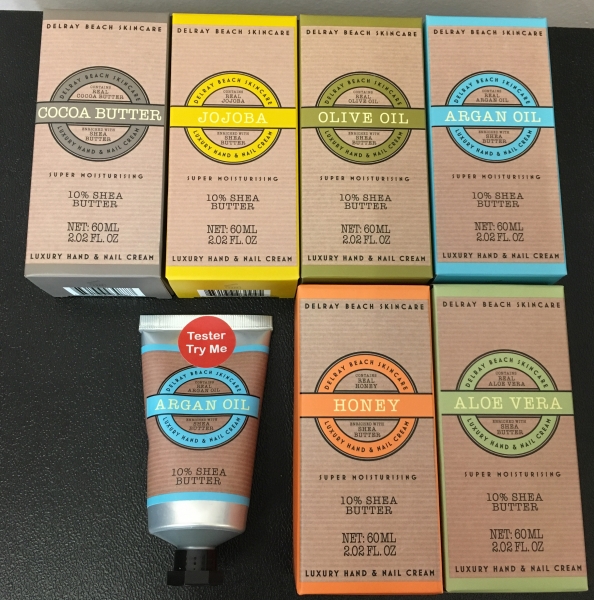 DELRAY BEACH SKINCARE
DELRAY BEACH SKINCARE
CONTAINS
REAL
COCOA BUTTER
COCOA BUTTER
ENRICHED WITH
SHEA
BUTTER
LUXURY HAND & NAIL CREAM
SUPER MOISTURISING
10% SHEA
BUTTER
NET: 60ML
2.02 FL. OZ
LUXURY HAND & NAIL CREAM
DELRAY BEACH SKINCARE
DELRAY BEACH SKINCARE
CONTAINS
REAL
JOJOBA
JOJOBA
ENRICHED WITH
SHEA
BUTTER
LUXURY HAND & NAIL CREAM
SUPER MOISTURISING
10% SHEA
BUTTER
NET: 60ML
2.02 FL. OZ
LUXURY HAND & NAIL CREAM
DELRAY BEACH SKINCARE
DELRAY BEACH SKINCARE
CONTAINS
REAL
OLIVE OIL
OLIVE OIL
ENRICHED WITH
SHEA
BUTTER
LUXURY HAND & NAIL CREAM
SUPER MOISTURISING
10% SHEA
BUTTER
NET: 60ML
2.02 FL. OZ
LUXURY HAND & NAIL CREAM
DELRAY BEACH SKINCARE
DELRAY BEACH SKINCARE
CONTAINS
REAL
ARGAN OIL
ARGAN OIL
ENRICHED WITH
SHEA
BUTTER
LUXURY HAND & NAIL CREAM
SUPER MOISTURISING
10% SHEA
BUTTER
NET: 60ML
2.02 FL. OZ
LUXURY HAND & NAIL CREAM
Tester
Try Me
DELRAY BEACH SKINCARE
CONTAINS
REAL
ARGAN OIL
ARGAN OIL
ENRICHED WITH
SHEA
BUTTER
LUXURY HAND & NAIL CREAM
10% SHEA
BUTTER
DELRAY BEACH SKINCARE
DELRAY BEACH SKINCARE
CONTAINS
REAL
HONEY
HONEY
ENRICHED WITH
SHEA
BUTTER
LUXURY HAND & NAIL CREAM
SUPER MOISTURISING
10% SHEA
BUTTER
NET: 60ML
2.02 FL. OZ
LUXURY HAND & NAIL CREAM
DELRAY BEACH SKINCARE
DELRAY BEACH SKINCARE
CONTAINS
REAL
ALOE VERA
ALOE VERA
ENRICHED WITH
SHEA
BUTTER
LUXURY HAND & NAIL CREAM
SUPER MOISTURISING
10% SHEA
BUTTER
NET: 60ML
2.02 FL. OZ
LUXURY HAND & NAIL CREAM